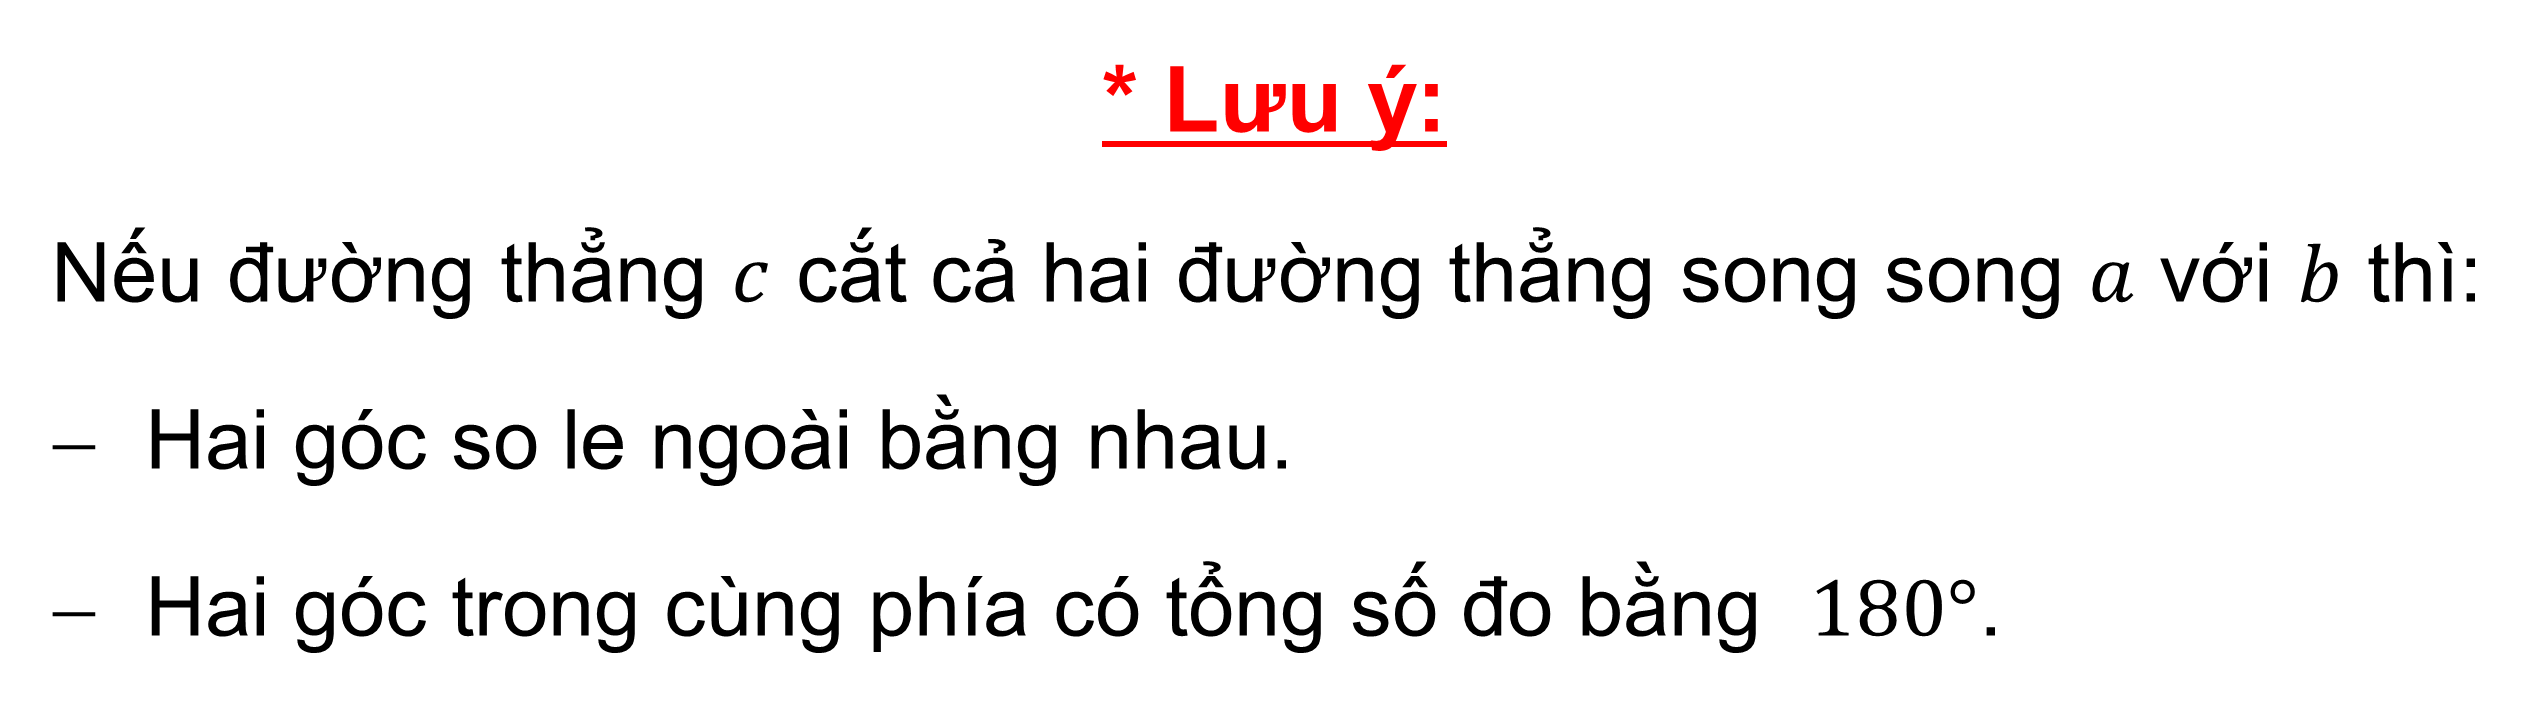 * Lưu ý:
Nếu đường thẳng c cắt cả hai đường thẳng song song a với b thì:
– Hai góc so le ngoài bằng nhau.
– Hai góc trong cùng phía có tổng số đo bằng 180°.